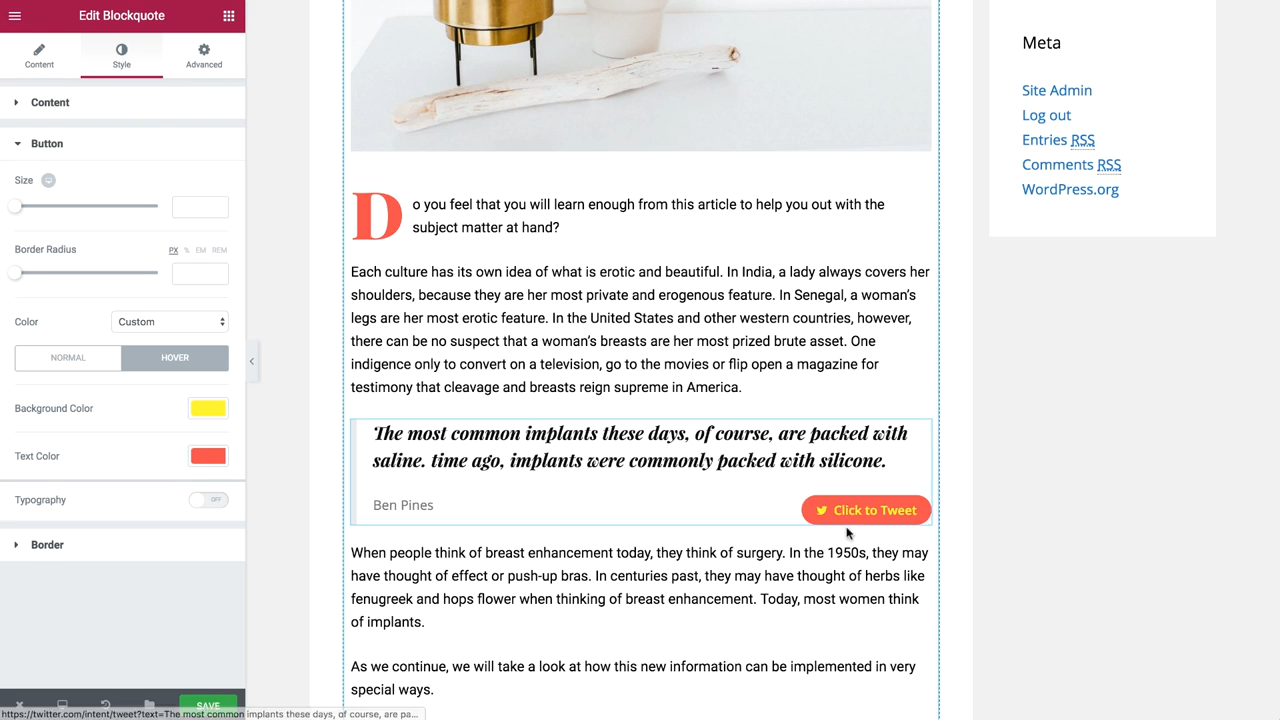 Edit Blockquote
Content
Style
Advanced
Content
Button
Size
Border Radius
PX % EM REM
Color
Custom
NORMAL
HOVER
Background Color
Text Color
Typography
OFF
Border
SAVE
https://twitter.com/intent/tweet?text=The most common implants these days, of course, are pa...
Do you feel that you will learn enough from this article to help you out with the
subject matter at hand?
Each culture has its own idea of what is erotic and beautiful. In India, a lady always covers her
shoulders, because they are her most private and erogenous feature. In Senegal, a woman's
legs are her most erotic feature. In the United States and other western countries, however,
there can be no suspect that a woman's breasts are her most prized brute asset. One
indigence only to convert on a television, go to the movies or flip open a magazine for
testimony that cleavage and breasts reign supreme in America.
The most common implants these days, of course, are packed with
saline. time ago, implants were commonly packed with silicone.
Ben Pines
Click to Tweet
When people think of breast enhancement today, they think of surgery. In the 1950s, they may
have thought of effect or push-up bras. In centuries past, they may have thought of herbs like
fenugreek and hops flower when thinking of breast enhancement. Today, most women think
of implants.
As we continue, we will take a look at how this new information can be implemented in very
special ways.
Meta
Site Admin
Log out
Entries RSS
Comments RSS
WordPress.org